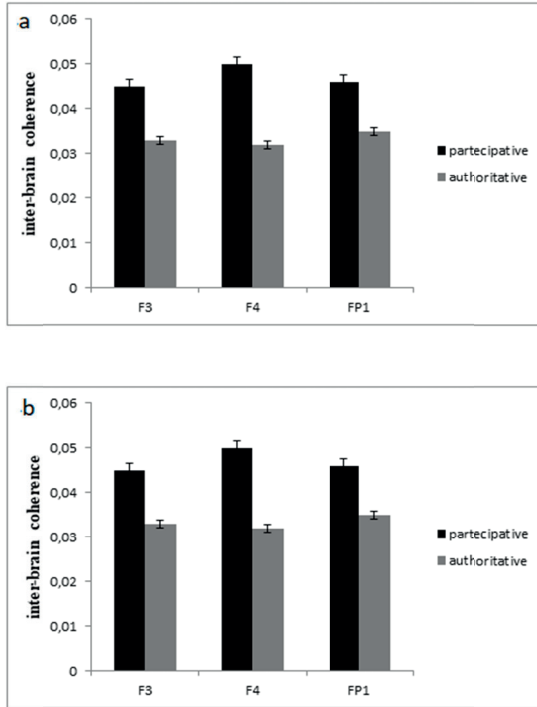 a
0,06
0,05
0,04
0,03
0,02
0,01
0
inter-brain coherence
F3 F4 FP1
partecipative
authoritative
b
0,06
0,05
0,04
0,03
0,02
0,01
0
inter-brain coherence
F3 F4 FP1
partecipative
authoritative